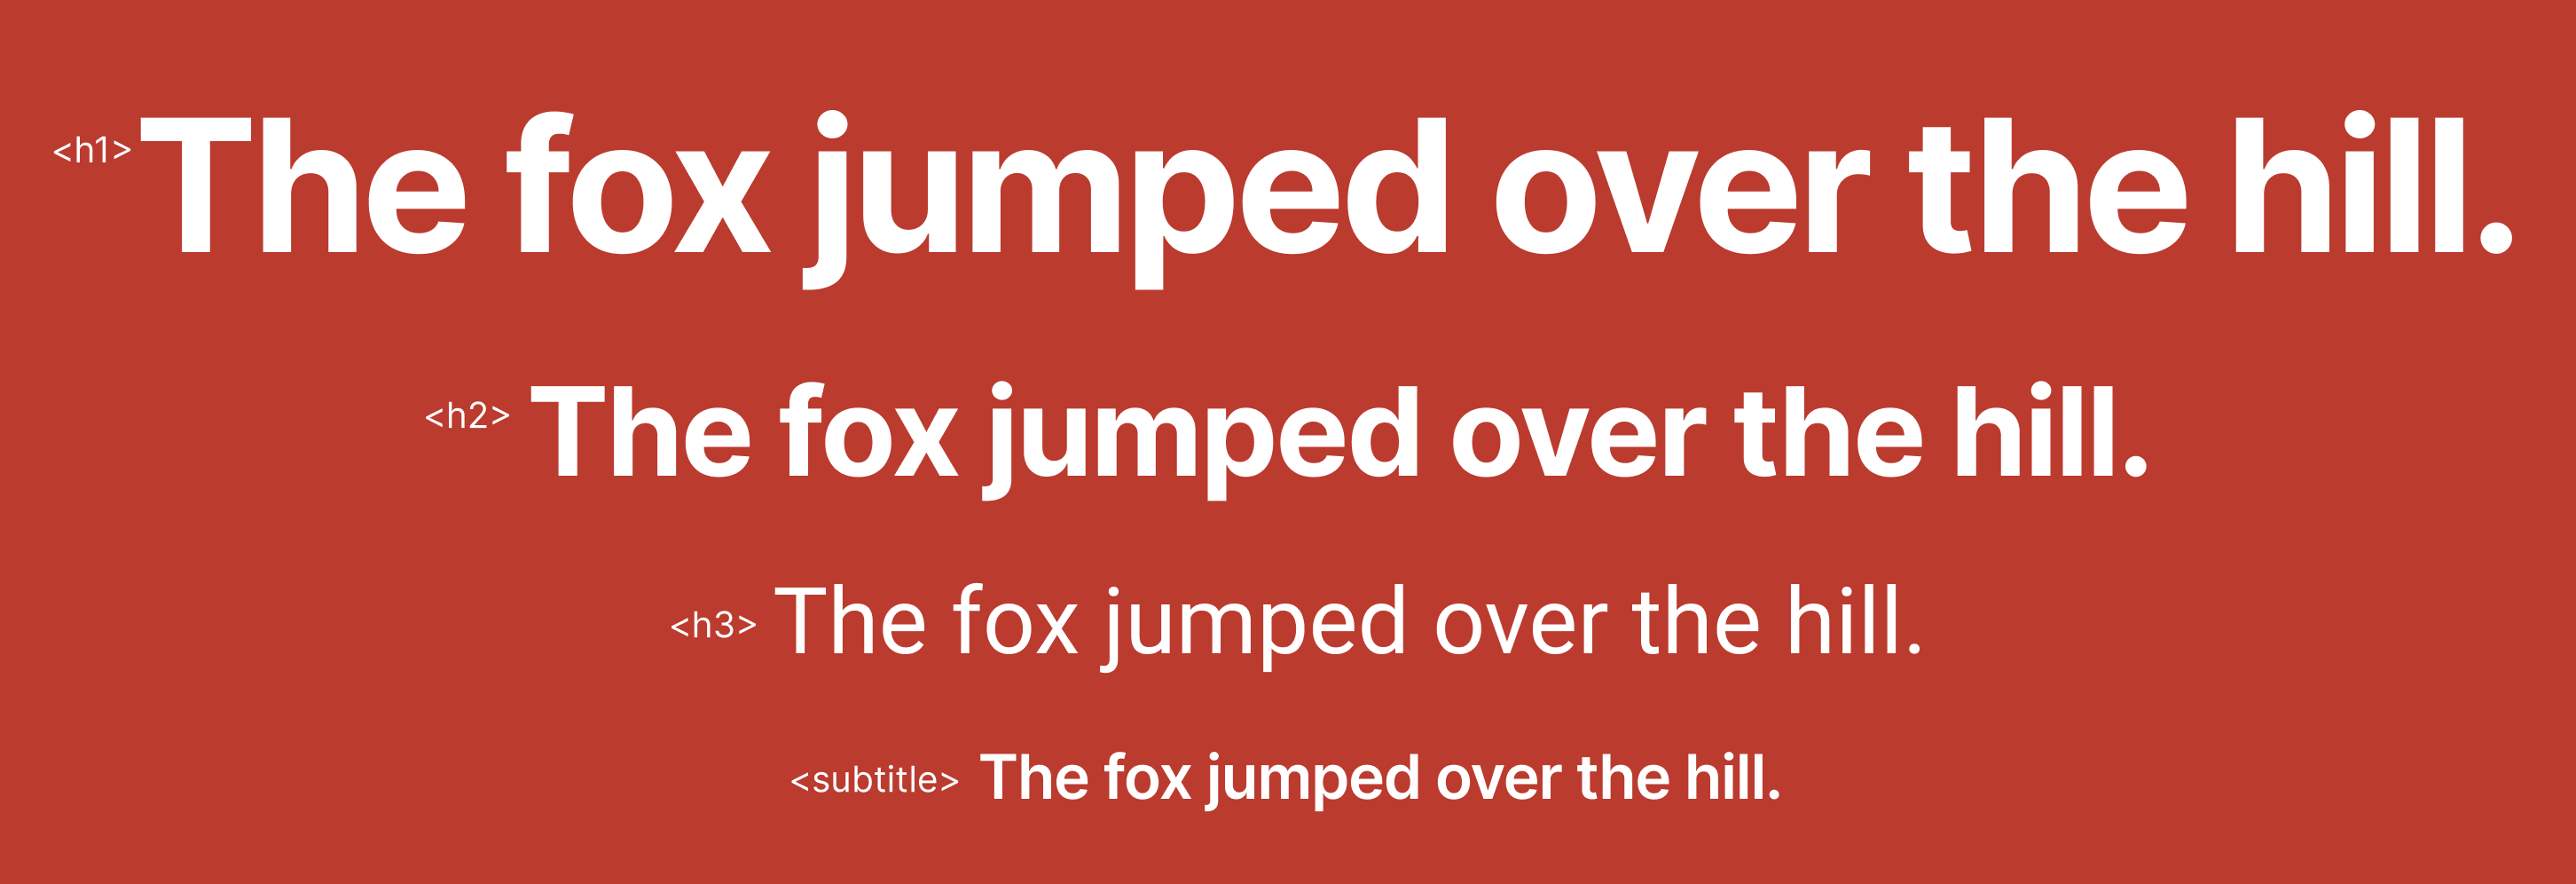 <h1> The fox jumped over the hill.
<h2> The fox jumped over the hill.
<h3> The fox jumped over the hill.
<subtitle> The fox jumped over the hill.